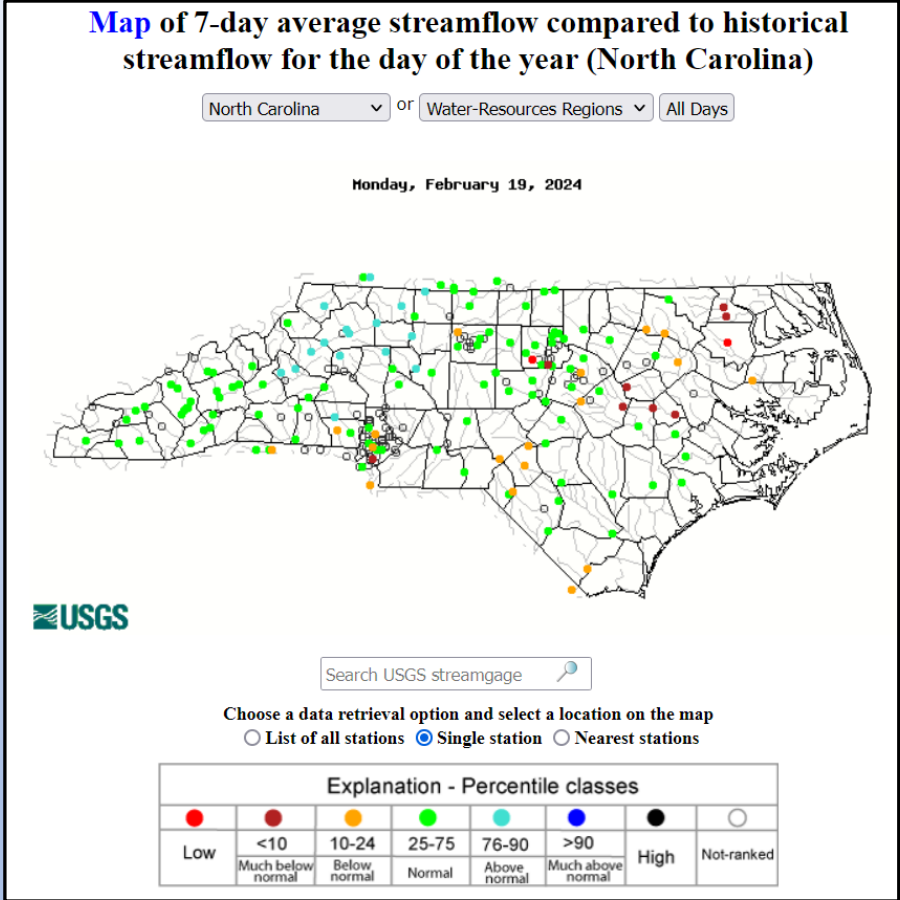 Map of 7-day average streamflow compared to historical
streamflow for the day of the year (North Carolina)
North Carolina or Water-Resources Regions All Days
Monday, February 19, 2024
USGS
Search USGS streamgage
Choose a data retrieval option and select a location on the map
List of all stations Single station Nearest stations
Explanation - Percentile classes
Low <10 10-24 25-75 76-90 >90 High Not-ranked
Much below normal Below normal Normal Above normal Much above normal